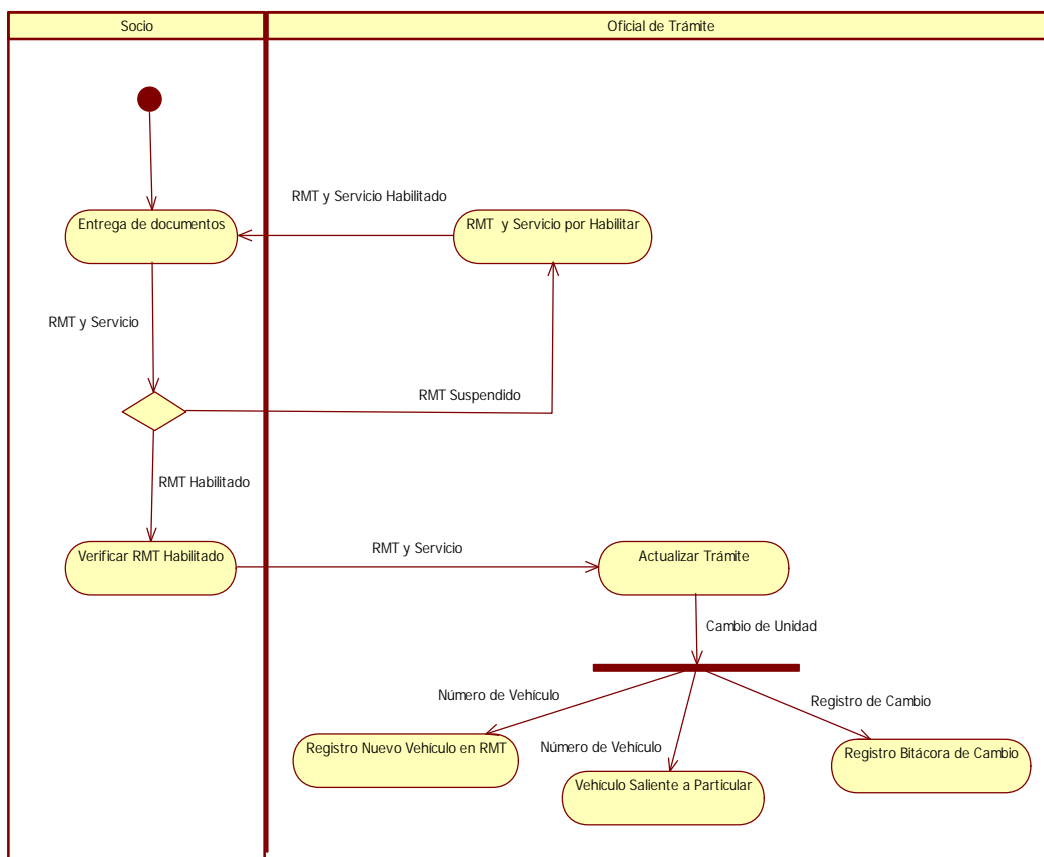 Socio
Oficial de Trámite
RMT y Servicio Habilitado
Entrega de documentos
RMT y Servicio por Habilitar
RMT y Servicio
RMT Suspendido
RMT Habilitado
Verificar RMT Habilitado
RMT y Servicio
Actualizar Trámite
Cambio de Unidad
Número de Vehículo
Registro de Cambio
Registro Nuevo Vehículo en RMT
Número de Vehículo
Registro Bitácora de Cambio
Vehículo Saliente a Particular